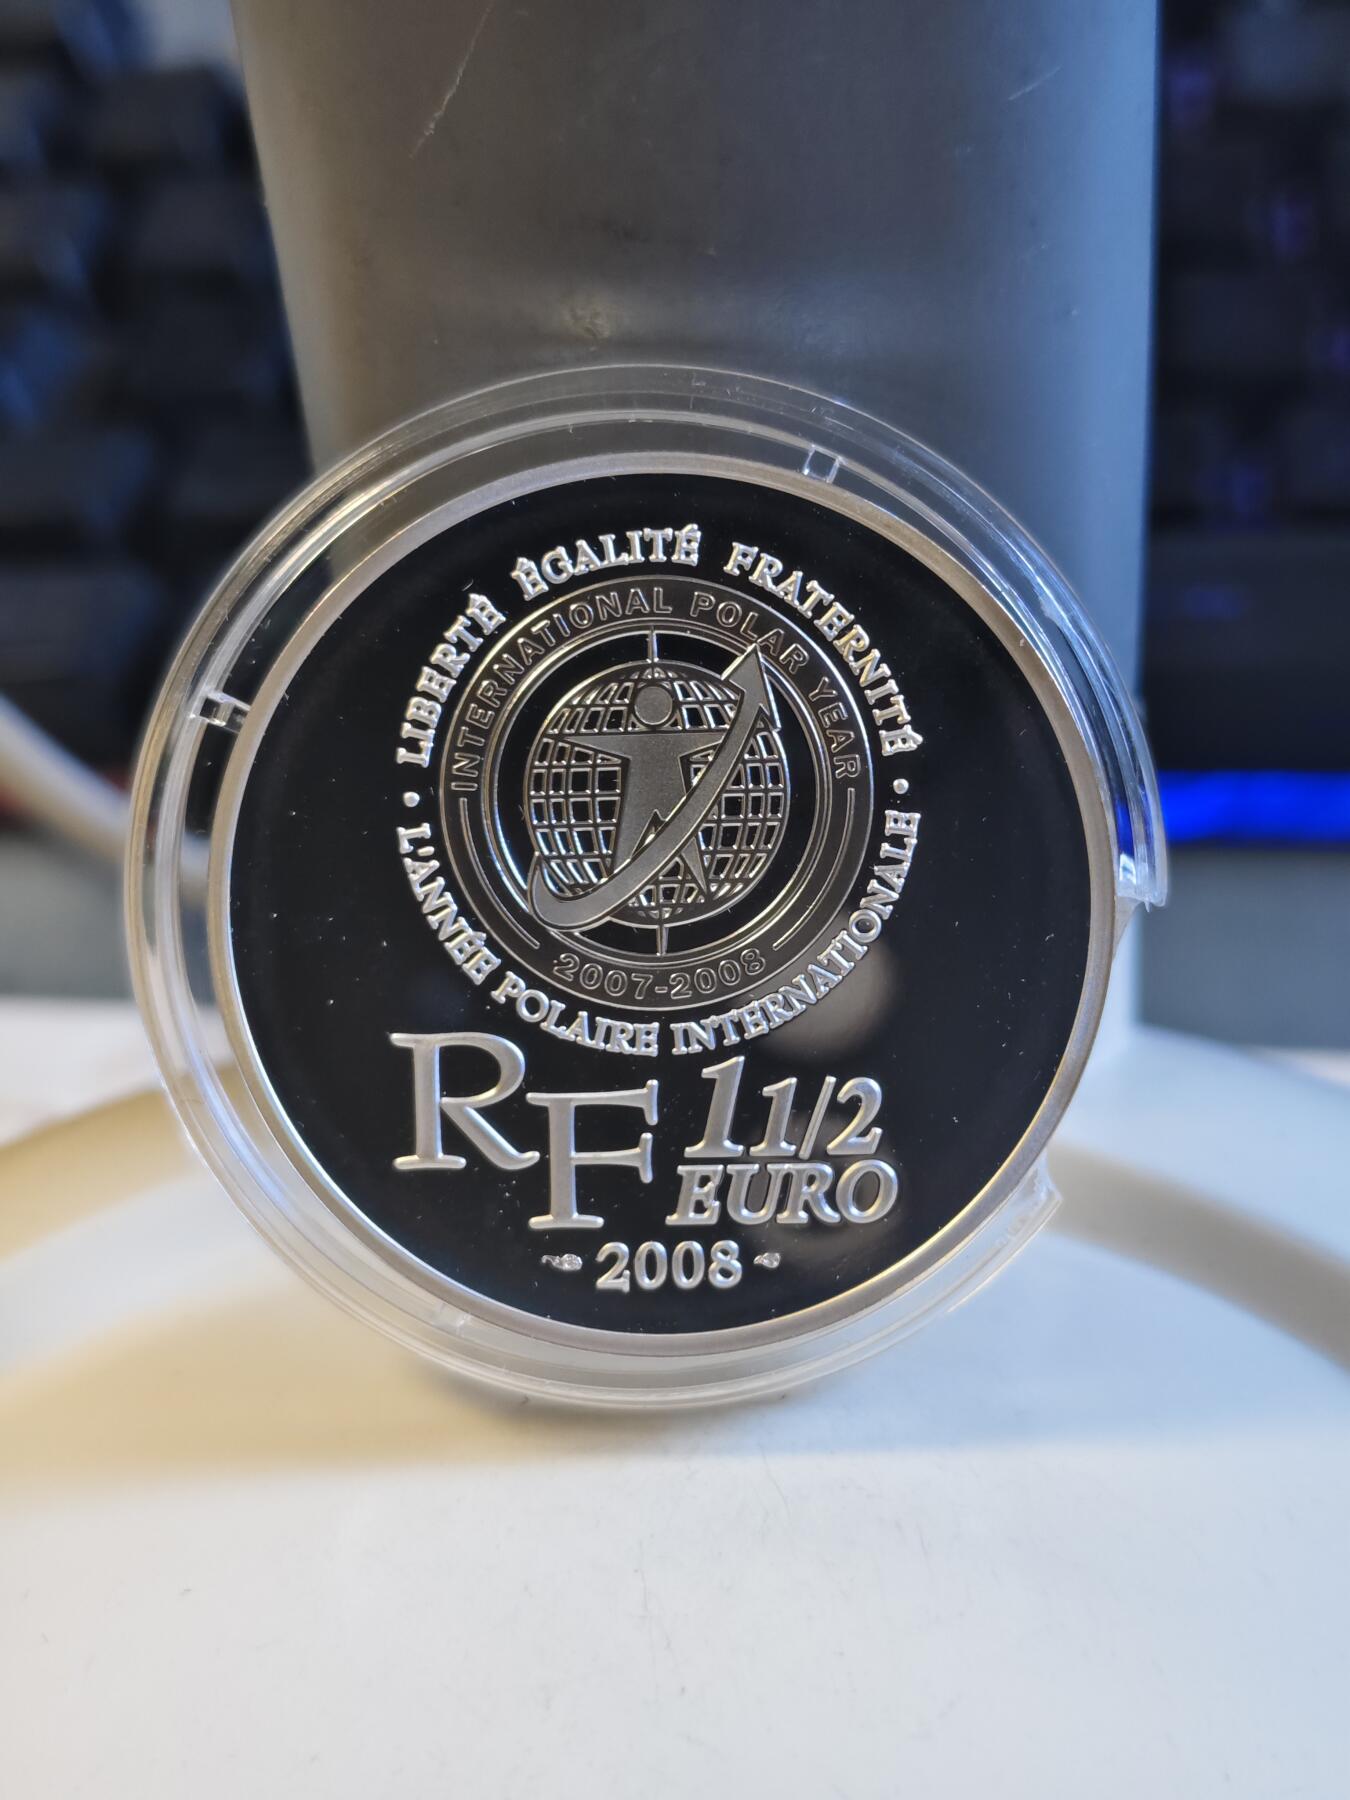 · LIBERTÉ ÉGALITÉ FRATERNITÉ ·
INTERNATIONAL POLAR YEAR
2007-2008
L'ANNÉE POLAIRE INTERNATIONALE
RF
1 1/2
EURO
2008